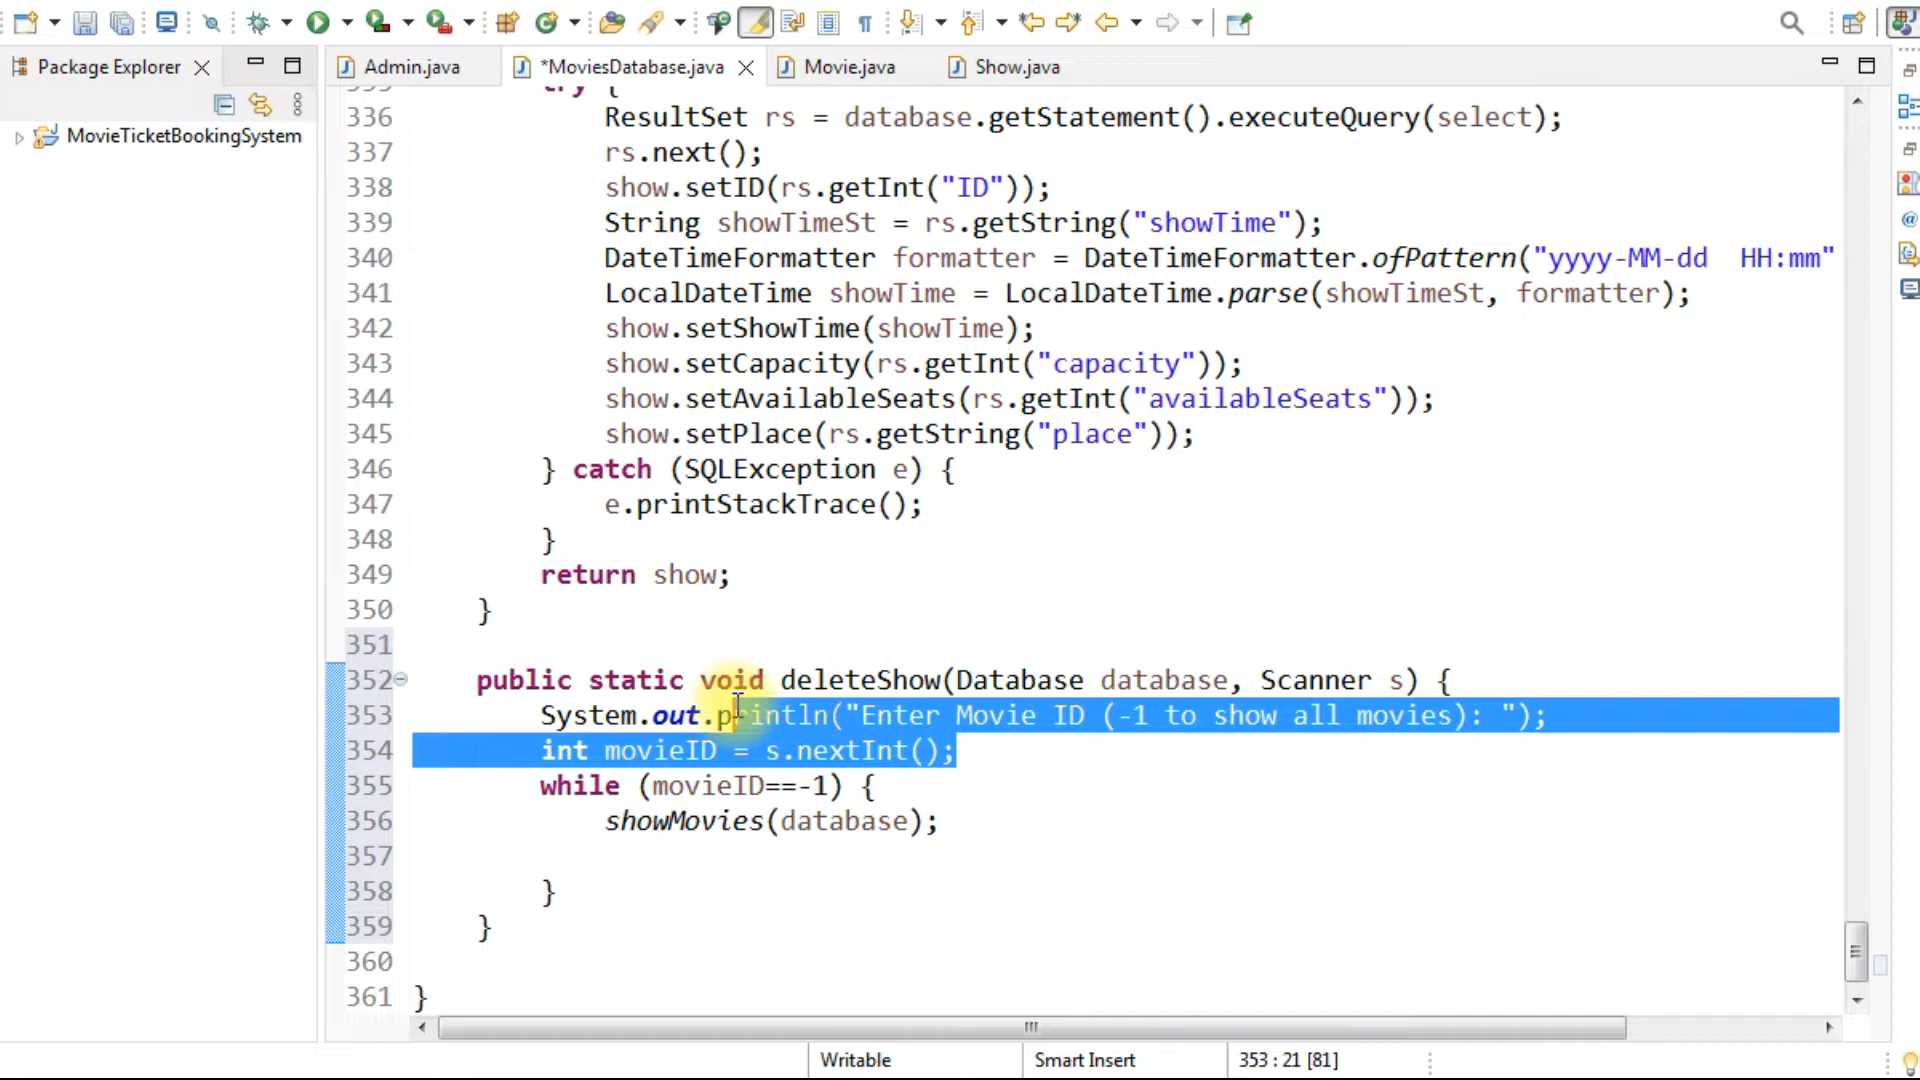 Package Explorer
Admin.java
*MoviesDatabase.java
Movie.java
Show.java
MovieTicketBookingSystem
335 try {
336 ResultSet rs = database.getStatement().executeQuery(select);
337 rs.next();
338 show.setID(rs.getInt("ID"));
339 String showTimeSt = rs.getString("showTime");
340 DateTimeFormatter formatter = DateTimeFormatter.ofPattern("yyyy-MM-dd  HH:mm"
341 LocalDateTime showTime = LocalDateTime.parse(showTimeSt, formatter);
342 show.setShowTime(showTime);
343 show.setCapacity(rs.getInt("capacity"));
344 show.setAvailableSeats(rs.getInt("availableSeats"));
345 show.setPlace(rs.getString("place"));
346 } catch (SQLException e) {
347 e.printStackTrace();
348 }
349 return show;
350 }
351
352 public static void deleteShow(Database database, Scanner s) {
353 System.out.println("Enter Movie ID (-1 to show all movies): ");
354 int movieID = s.nextInt();
355 while (movieID==-1) {
356 showMovies(database);
357
358 }
359 }
360
361 }
Writable
Smart Insert
353 : 21 [81]